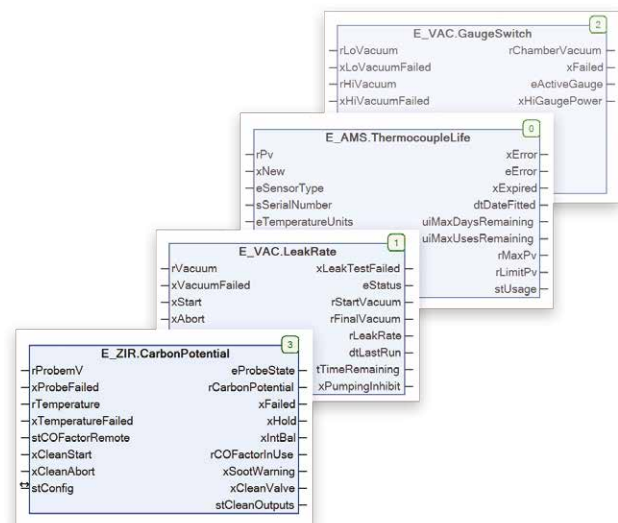 2
E_VAC.GaugeSwitch
rLoVacuum rChamberVacuum
xLoVacuumFailed xFailed
rHiVacuum eActiveGauge
xHiVacuumFailed xHiGaugePower
0
E_AMS.ThermocoupleLife
rPv xError
xNew eError
eSensorType xExpired
sSerialNumber dtDateFitted
eTemperatureUnits uiMaxDaysRemaining
uiMaxUsesRemaining
rMaxPv
rLimitPv
stUsage
1
E_VAC.LeakRate
rVacuum xLeakTestFailed
xVacuumFailed eStatus
xStart rStartVacuum
xAbort rFinalVacuum
rLeakRate
dtLastRun
tTimeRemaining
xPumpingInhibit
3
E_ZIR.CarbonPotential
rProbemV eProbeState
xProbeFailed rCarbonPotential
rTemperature xFailed
xTemperatureFailed xHold
stCOFactorRemote xIntBal
xCleanStart rCOFactorInUse
xCleanAbort xSootWarning
stConfig xCleanValve
stCleanOutputs